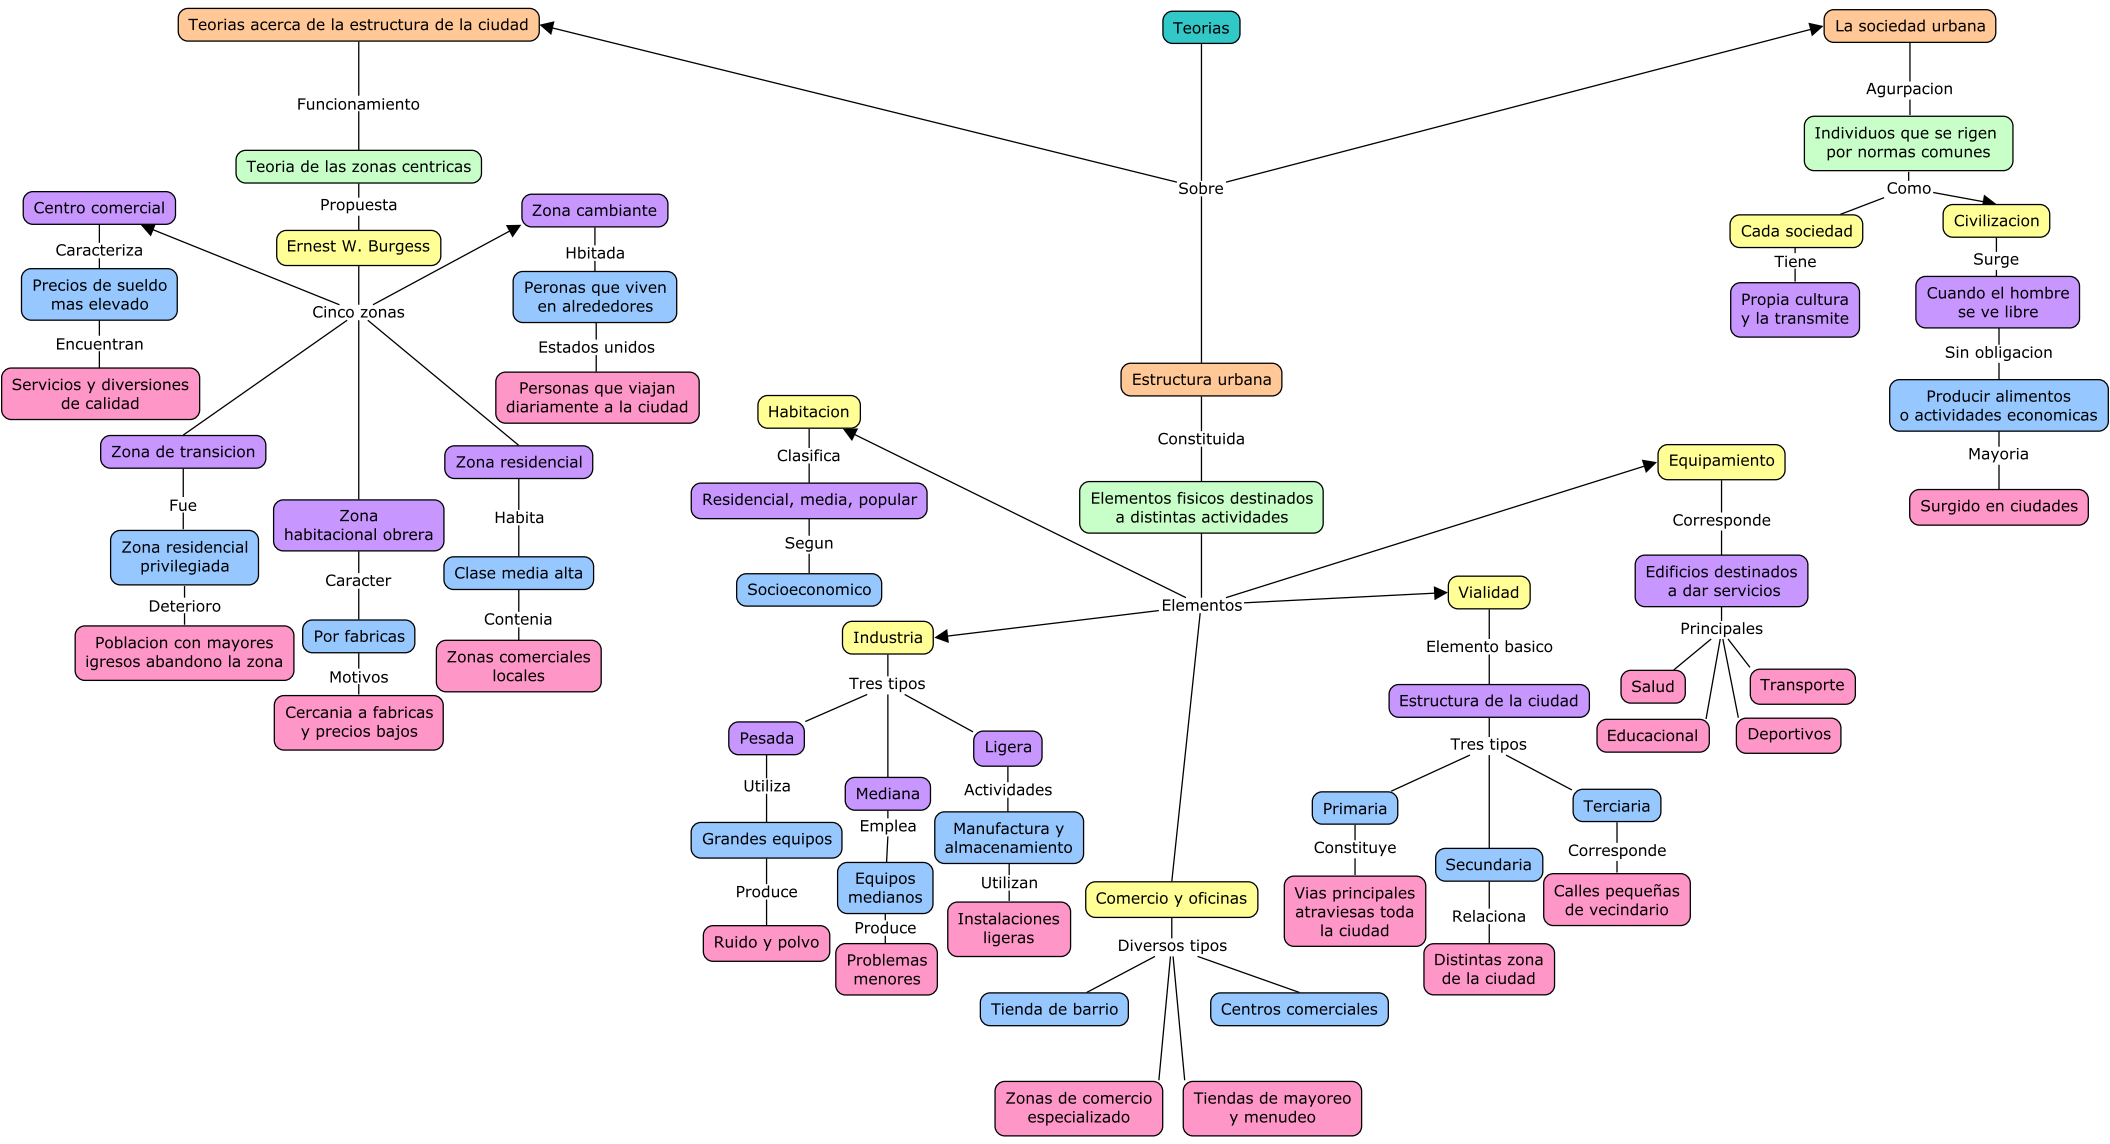 Teorias
Sobre
Teorias acerca de la estructura de la ciudad
Funcionamiento
Teoria de las zonas centricas
Propuesta
Ernest W. Burgess
Cinco zonas
Centro comercial
Caracteriza
Precios de sueldo
mas elevado
Encuentran
Servicios y diversiones
de calidad
Zona cambiante
Hbitada
Peronas que viven
en alrededores
Estados unidos
Personas que viajan
diariamente a la ciudad
Zona de transicion
Fue
Zona residencial
privilegiada
Deterioro
Poblacion con mayores
igresos abandono la zona
Zona
habitacional obrera
Caracter
Por fabricas
Motivos
Cercania a fabricas
y precios bajos
Zona residencial
Habita
Clase media alta
Contenia
Zonas comerciales
locales
Estructura urbana
Constituida
Elementos fisicos destinados
a distintas actividades
Elementos
Habitacion
Clasifica
Residencial, media, popular
Segun
Socioeconomico
Industria
Tres tipos
Pesada
Utiliza
Grandes equipos
Produce
Ruido y polvo
Mediana
Emplea
Equipos
medianos
Produce
Problemas
menores
Ligera
Actividades
Manufactura y
almacenamiento
Utilizan
Instalaciones
ligeras
Comercio y oficinas
Diversos tipos
Tienda de barrio
Zonas de comercio
especializado
Tiendas de mayoreo
y menudeo
Centros comerciales
Vialidad
Elemento basico
Estructura de la ciudad
Tres tipos
Primaria
Constituye
Vias principales
atraviesas toda
la ciudad
Secundaria
Relaciona
Distintas zona
de la ciudad
Terciaria
Corresponde
Calles pequeñas
de vecindario
Equipamiento
Corresponde
Edificios destinados
a dar servicios
Principales
Salud
Educacional
Deportivos
Transporte
La sociedad urbana
Agurpacion
Individuos que se rigen
por normas comunes
Como
Cada sociedad
Tiene
Propia cultura
y la transmite
Civilizacion
Surge
Cuando el hombre
se ve libre
Sin obligacion
Producir alimentos
o actividades economicas
Mayoria
Surgido en ciudades